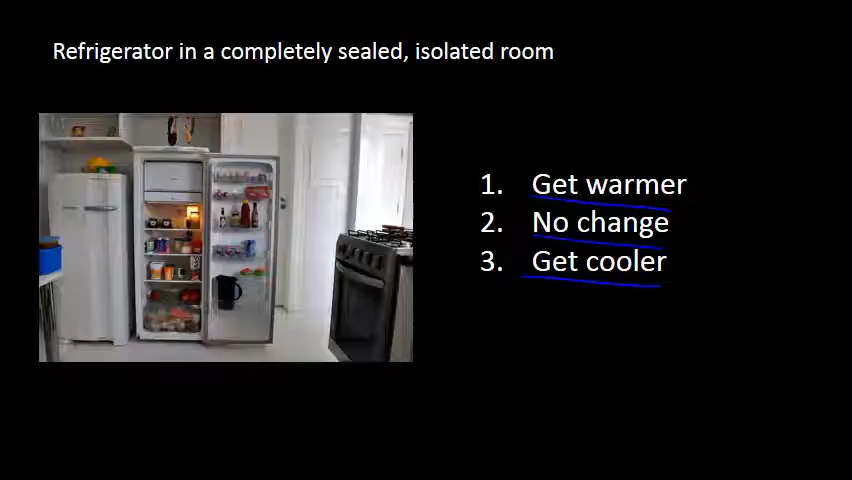 Refrigerator in a completely sealed, isolated room
1. Get warmer
2. No change
3. Get cooler